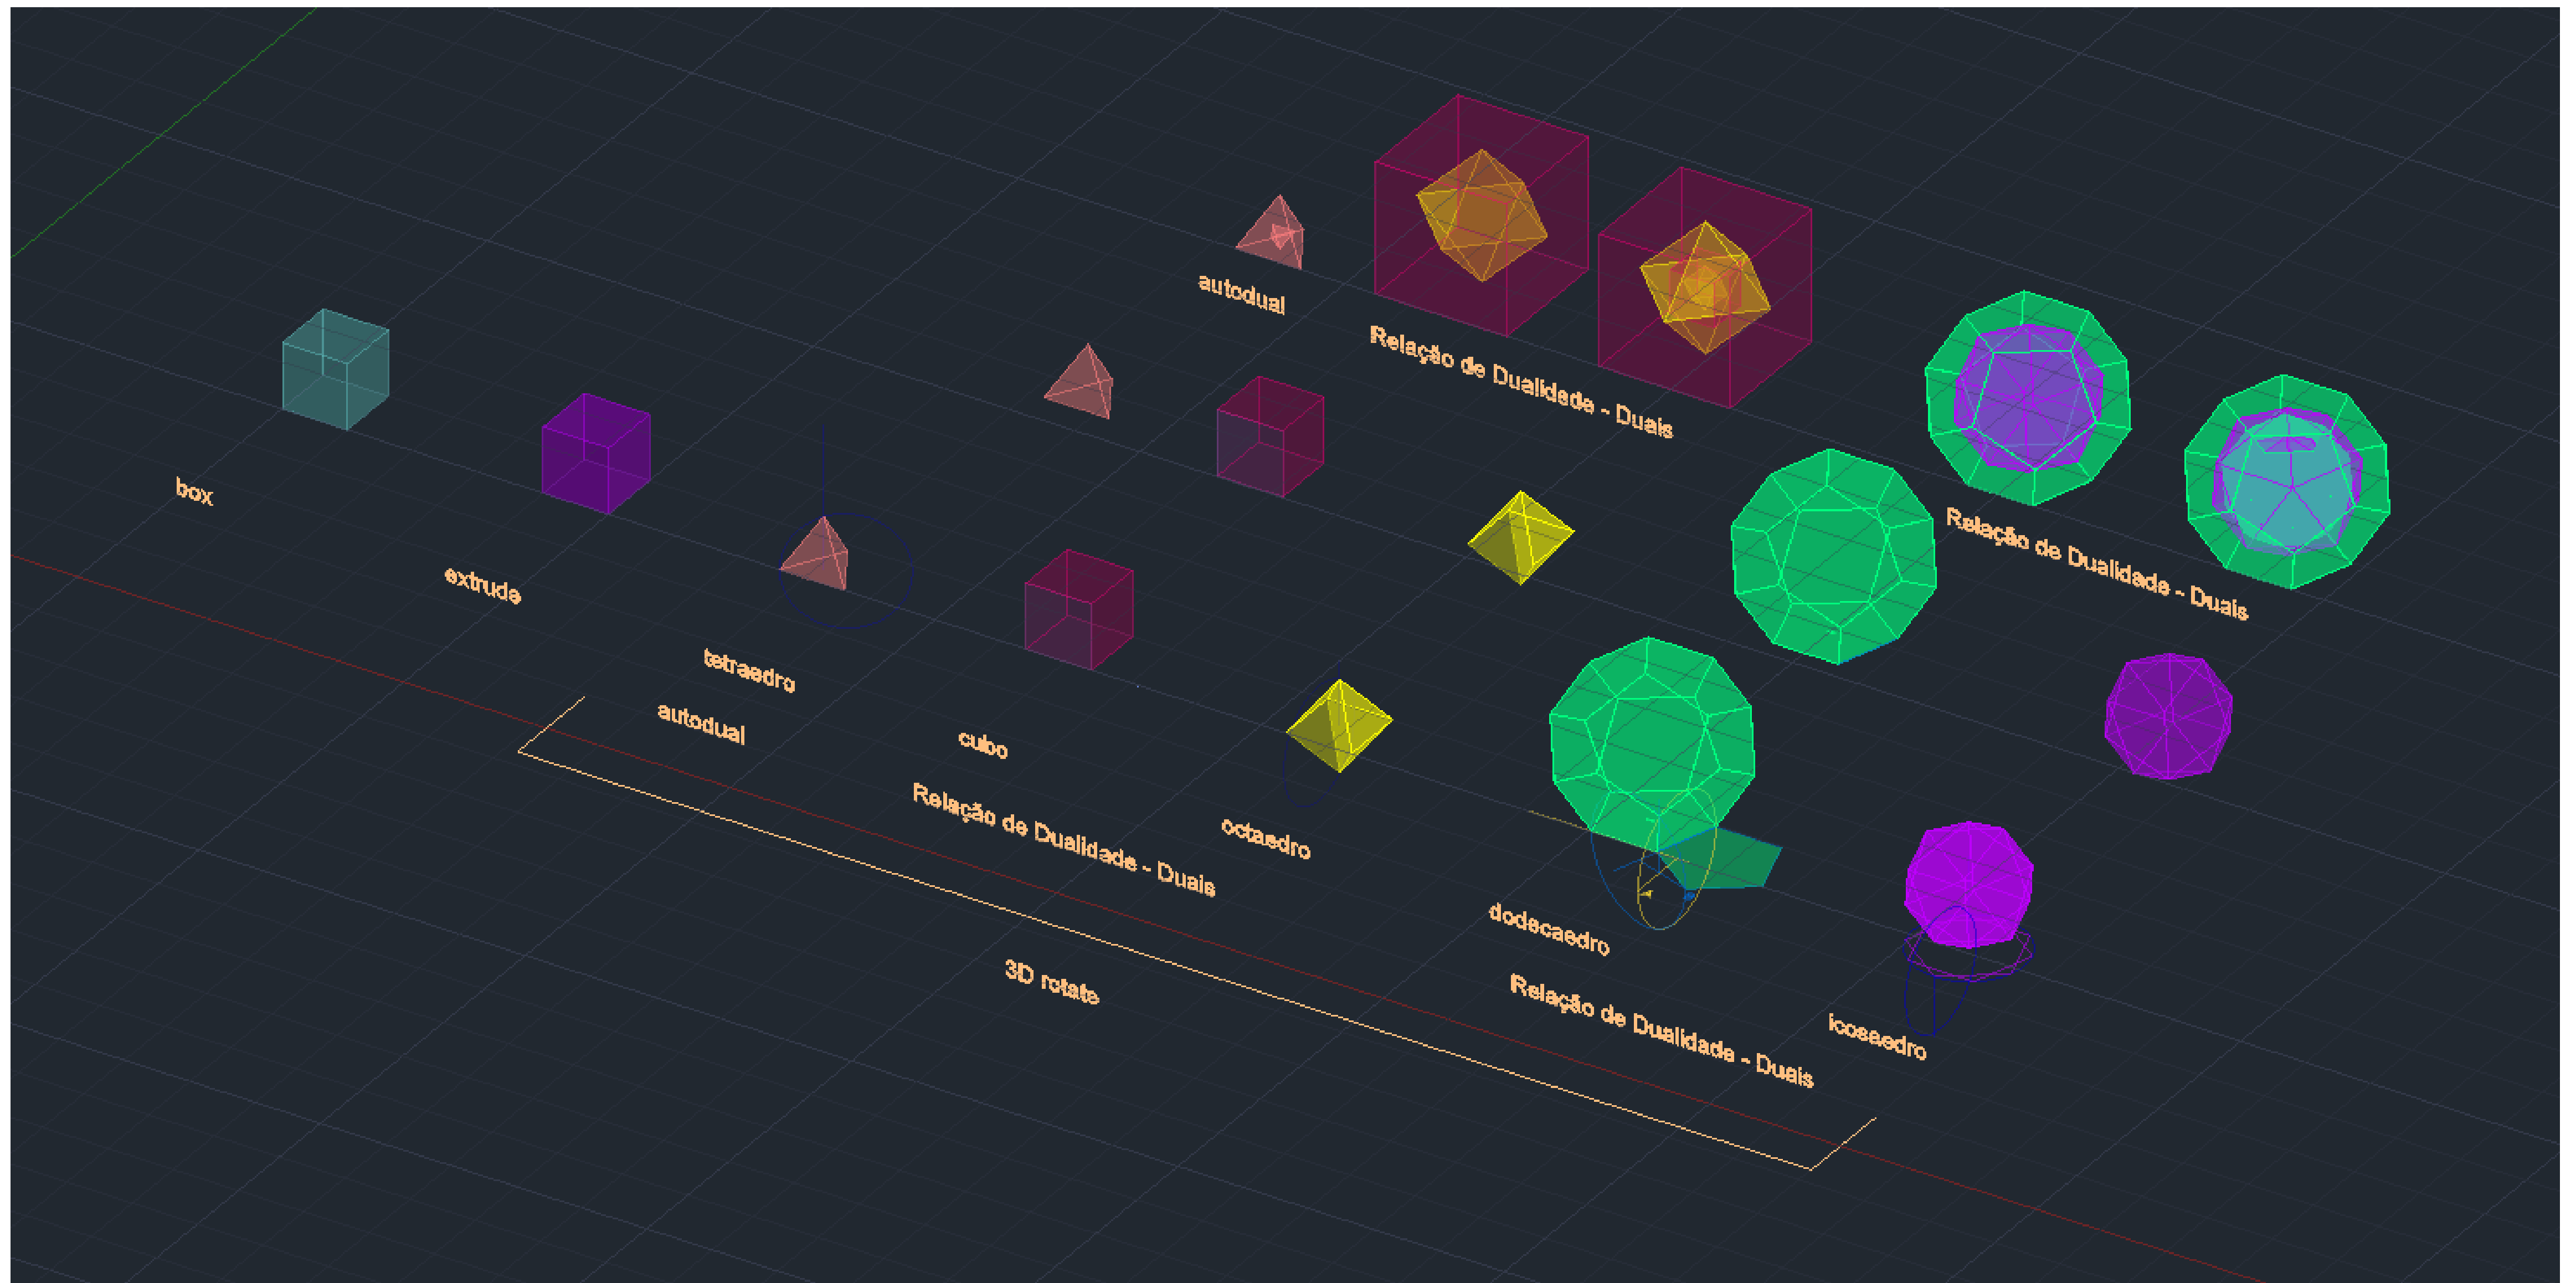 autodual
Relação de Dualidade - Duais
Relação de Dualidade - Duais
box
extrude
tetraedro
autodual
cubo
Relação de Dualidade - Duais
octaedro
3D rotate
dodecaedro
Relação de Dualidade - Duais
icosaedro